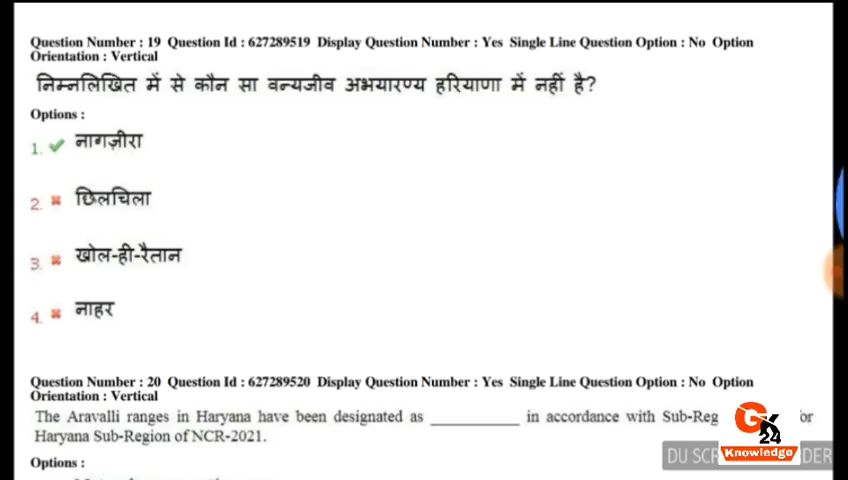 Question Number : 19 Question Id : 627289519 Display Question Number : Yes Single Line Question Option : No Option
Orientation : Vertical
निम्नलिखित में से कौन सा वन्यजीव अभयारण्य हरियाणा में नहीं है?
Options :
1. नागज़ीरा
2. छिलचिला
3. खोल-ही-रैतान
4. नाहर
Question Number : 20 Question Id : 627289520 Display Question Number : Yes Single Line Question Option : No Option
Orientation : Vertical
The Aravalli ranges in Haryana have been designated as __________ in accordance with Sub-Reg
Haryana Sub-Region of NCR-2021.
GK
24
Knowledge
DU
DER
Options :